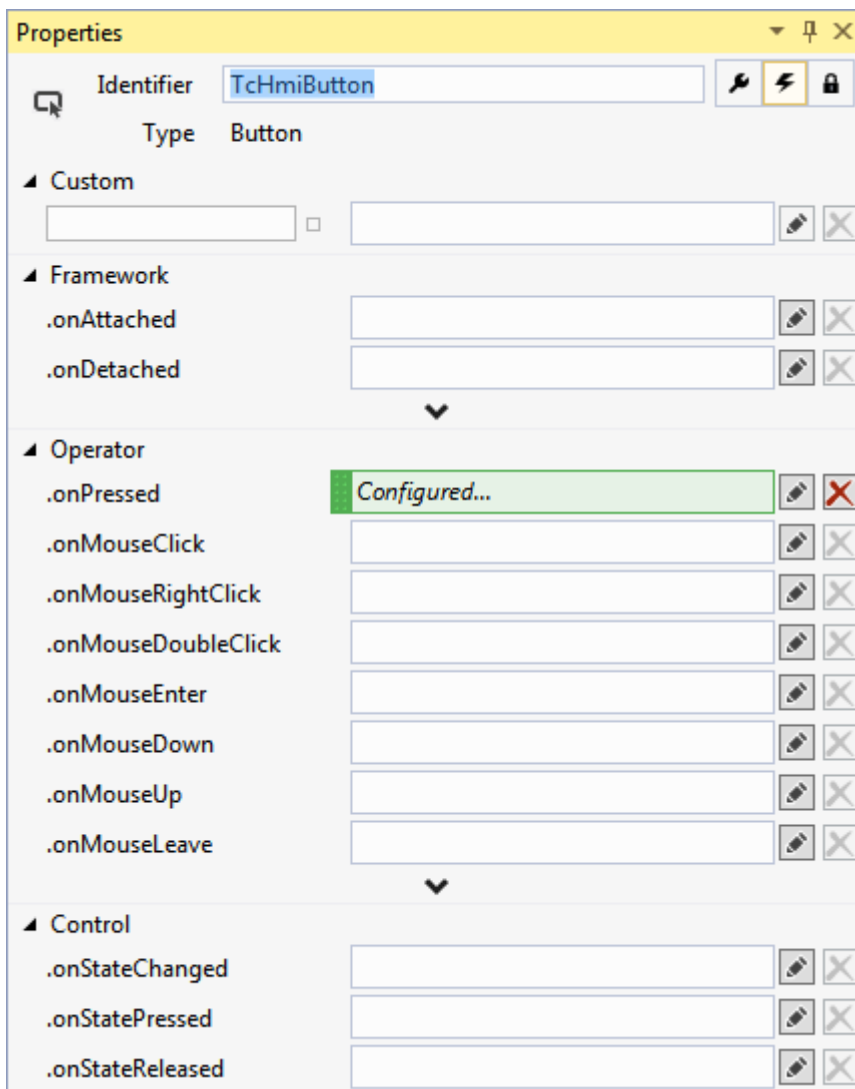 Properties
Identifier TcHmiButton
Type Button
Custom
Framework
.onAttached
.onDetached
Operator
.onPressed Configured...
.onMouseClick
.onMouseRightClick
.onMouseDoubleClick
.onMouseEnter
.onMouseDown
.onMouseUp
.onMouseLeave
Control
.onStateChanged
.onStatePressed
.onStateReleased